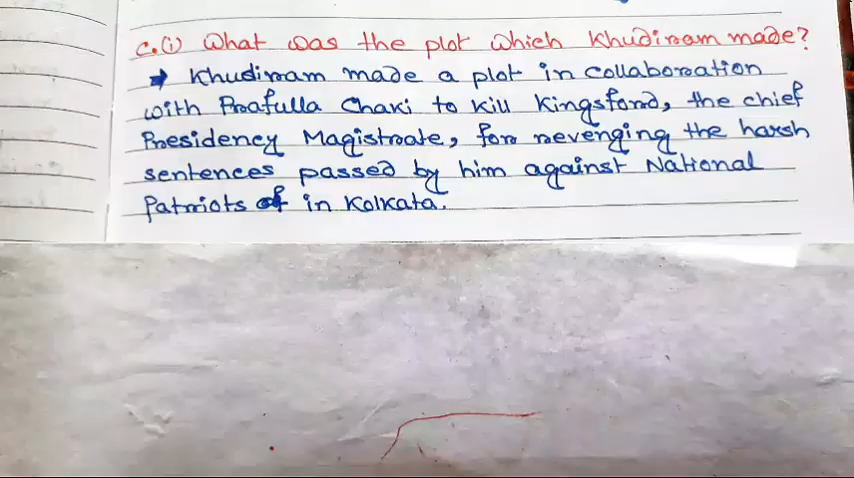 c.(i) What was the plot which Khudiram made?
→ Khudiram made a plot in collaboration
with Prafulla Chaki to kill Kingsford, the chief
Presidency Magistrate, for revenging the harsh
sentences passed by him against National
Patriots in Kolkata.